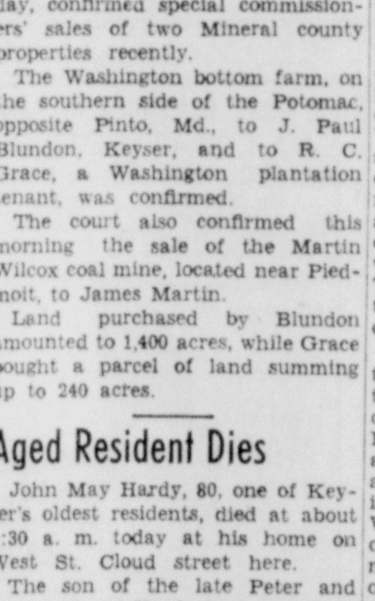 day, confirmed special commission-
ers' sales of two Mineral county
properties recently.
The Washington bottom farm, on
the southern side of the Potomac,
opposite Pinto, Md., to J. Paul
Blundon, Keyser, and to R. C.
Grace, a Washington plantation
tenant, was confirmed.
The court also confirmed this
morning the sale of the Martin
Wilcox coal mine, located near Pied-
moit, to James Martin.
Land purchased by Blundon
amounted to 1,400 acres, while Grace
bought a parcel of land summing
up to 240 acres.
Aged Resident Dies
John May Hardy, 80, one of Key-
ser's oldest residents, died at about
:30 a. m. today at his home on
West St. Cloud street here.
The son of the late Peter and